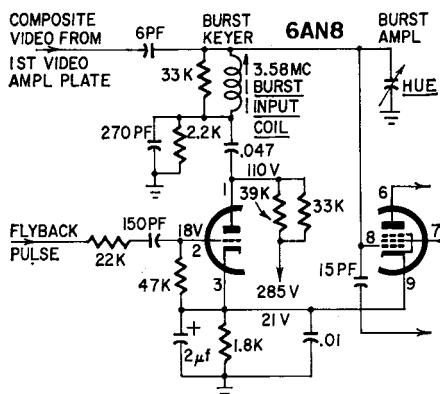 COMPOSITE
VIDEO FROM
1ST VIDEO
AMPL PLATE
6PF
BURST
KEYER
6AN8
BURST
AMPL
33K
3.58MC
BURST
INPUT
COIL
HUE
270PF
2.2K
.047
110V
1
39K
33K
6
FLYBACK
PULSE
22K
150PF
18V
2
8
7
47K
3
285V
15PF
9
21V
+
2µf
1.8K
.01